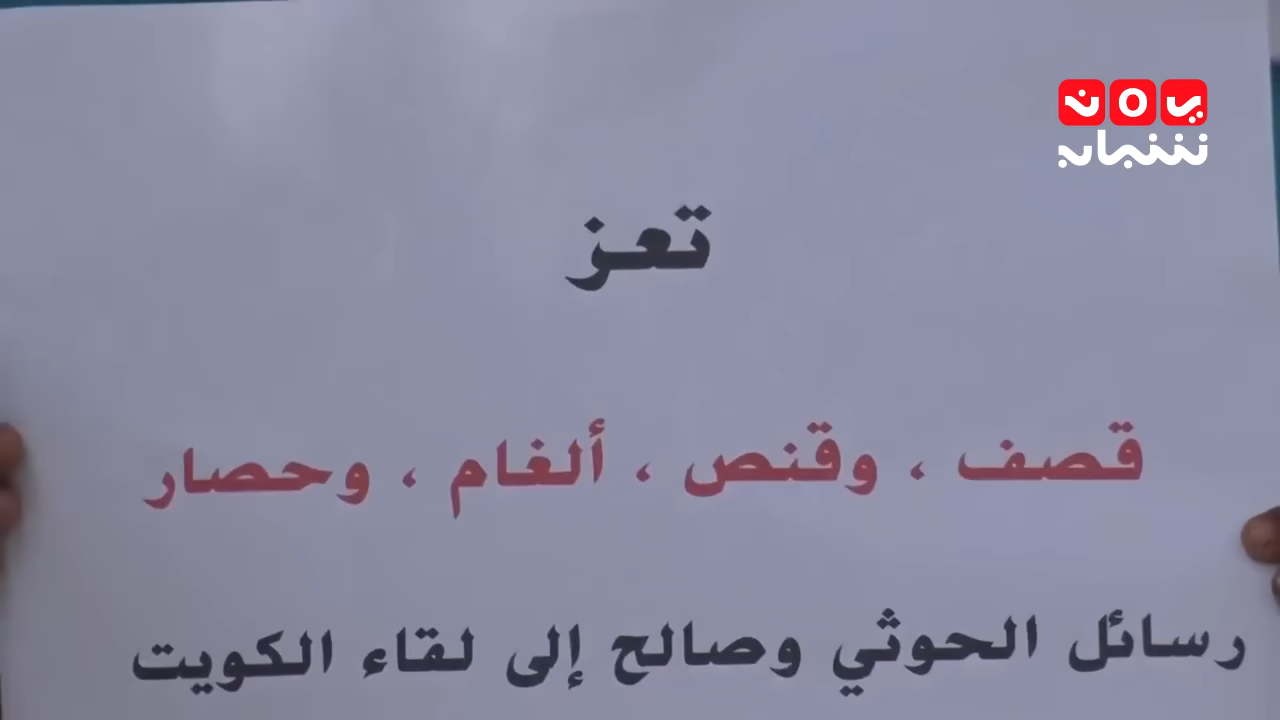 يمن
شباب
تعز
قصف ، وقنص ، ألغام ، وحصار
رسائل الحوثي وصالح إلى لقاء الكويت